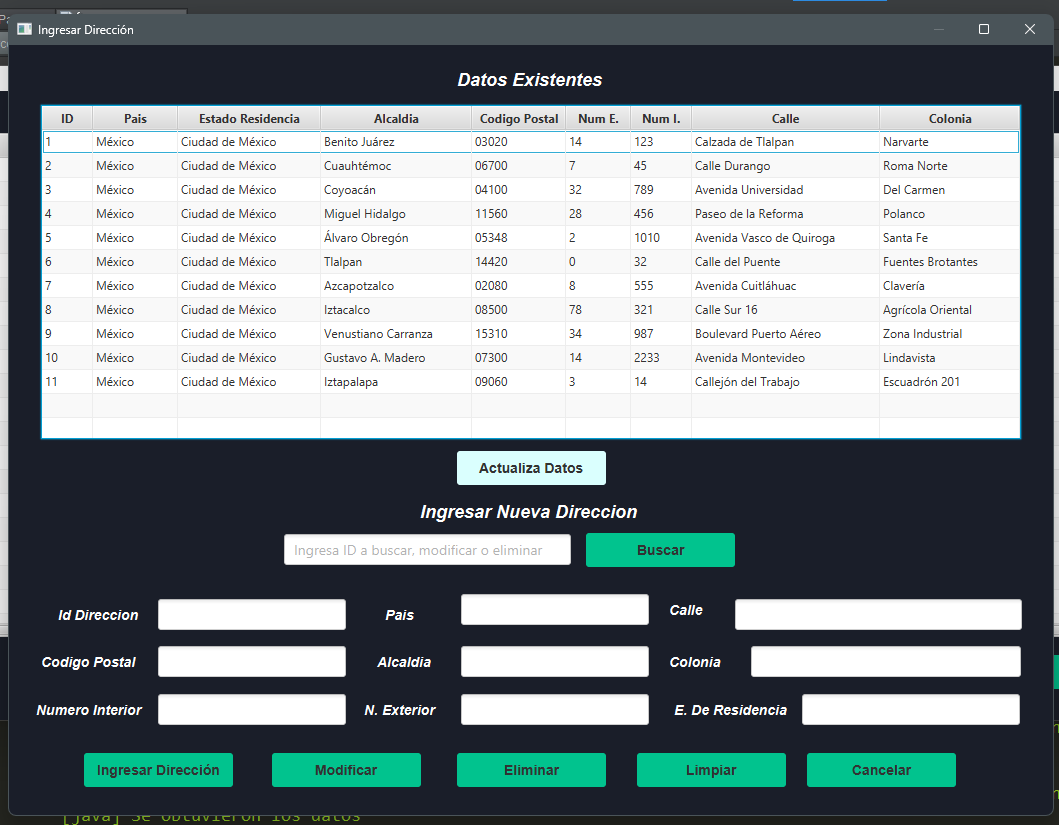 Ingresar Dirección
Datos Existentes
ID Pais Estado Residencia Alcaldia Codigo Postal Num E. Num I. Calle Colonia
1 México Ciudad de México Benito Juárez 03020 14 123 Calzada de Tlalpan Narvarte
2 México Ciudad de México Cuauhtémoc 06700 7 45 Calle Durango Roma Norte
3 México Ciudad de México Coyoacán 04100 32 789 Avenida Universidad Del Carmen
4 México Ciudad de México Miguel Hidalgo 11560 28 456 Paseo de la Reforma Polanco
5 México Ciudad de México Álvaro Obregón 05348 2 1010 Avenida Vasco de Quiroga Santa Fe
6 México Ciudad de México Tlalpan 14420 0 32 Calle del Puente Fuentes Brotantes
7 México Ciudad de México Azcapotzalco 02080 8 555 Avenida Cuitláhuac Clavería
8 México Ciudad de México Iztacalco 08500 78 321 Calle Sur 16 Agrícola Oriental
9 México Ciudad de México Venustiano Carranza 15310 34 987 Boulevard Puerto Aéreo Zona Industrial
10 México Ciudad de México Gustavo A. Madero 07300 14 2233 Avenida Montevideo Lindavista
11 México Ciudad de México Iztapalapa 09060 3 14 Callejón del Trabajo Escuadrón 201
Actualiza Datos
Ingresar Nueva Direccion
Ingresa ID a buscar, modificar o eliminar Buscar
Id Direccion Pais Calle
Codigo Postal Alcaldia Colonia
Numero Interior N. Exterior E. De Residencia
Ingresar Dirección Modificar Eliminar Limpiar Cancelar
[java] Se obtuvieron los datos